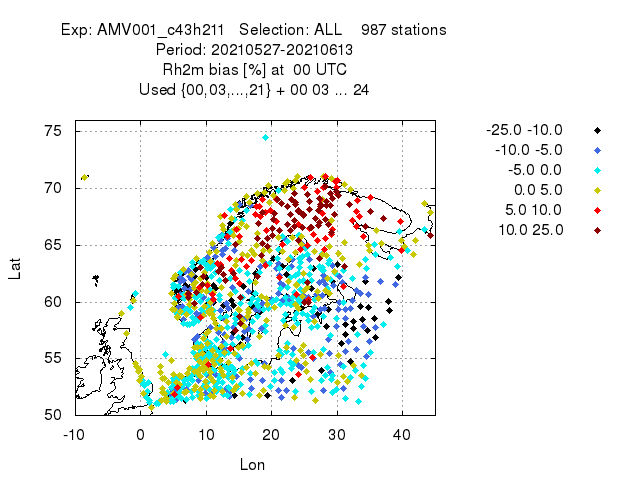 Exp: AMV001_c43h211   Selection: ALL    987 stations
Period: 20210527-20210613
Rh2m bias [%] at  00 UTC
Used {00,03,...,21} + 00 03 ... 24
-25.0 -10.0
-10.0 -5.0
-5.0 0.0
0.0 5.0
5.0 10.0
10.0 25.0
75
70
65
60
55
50
Lat
-10 0 10 20 30 40
Lon